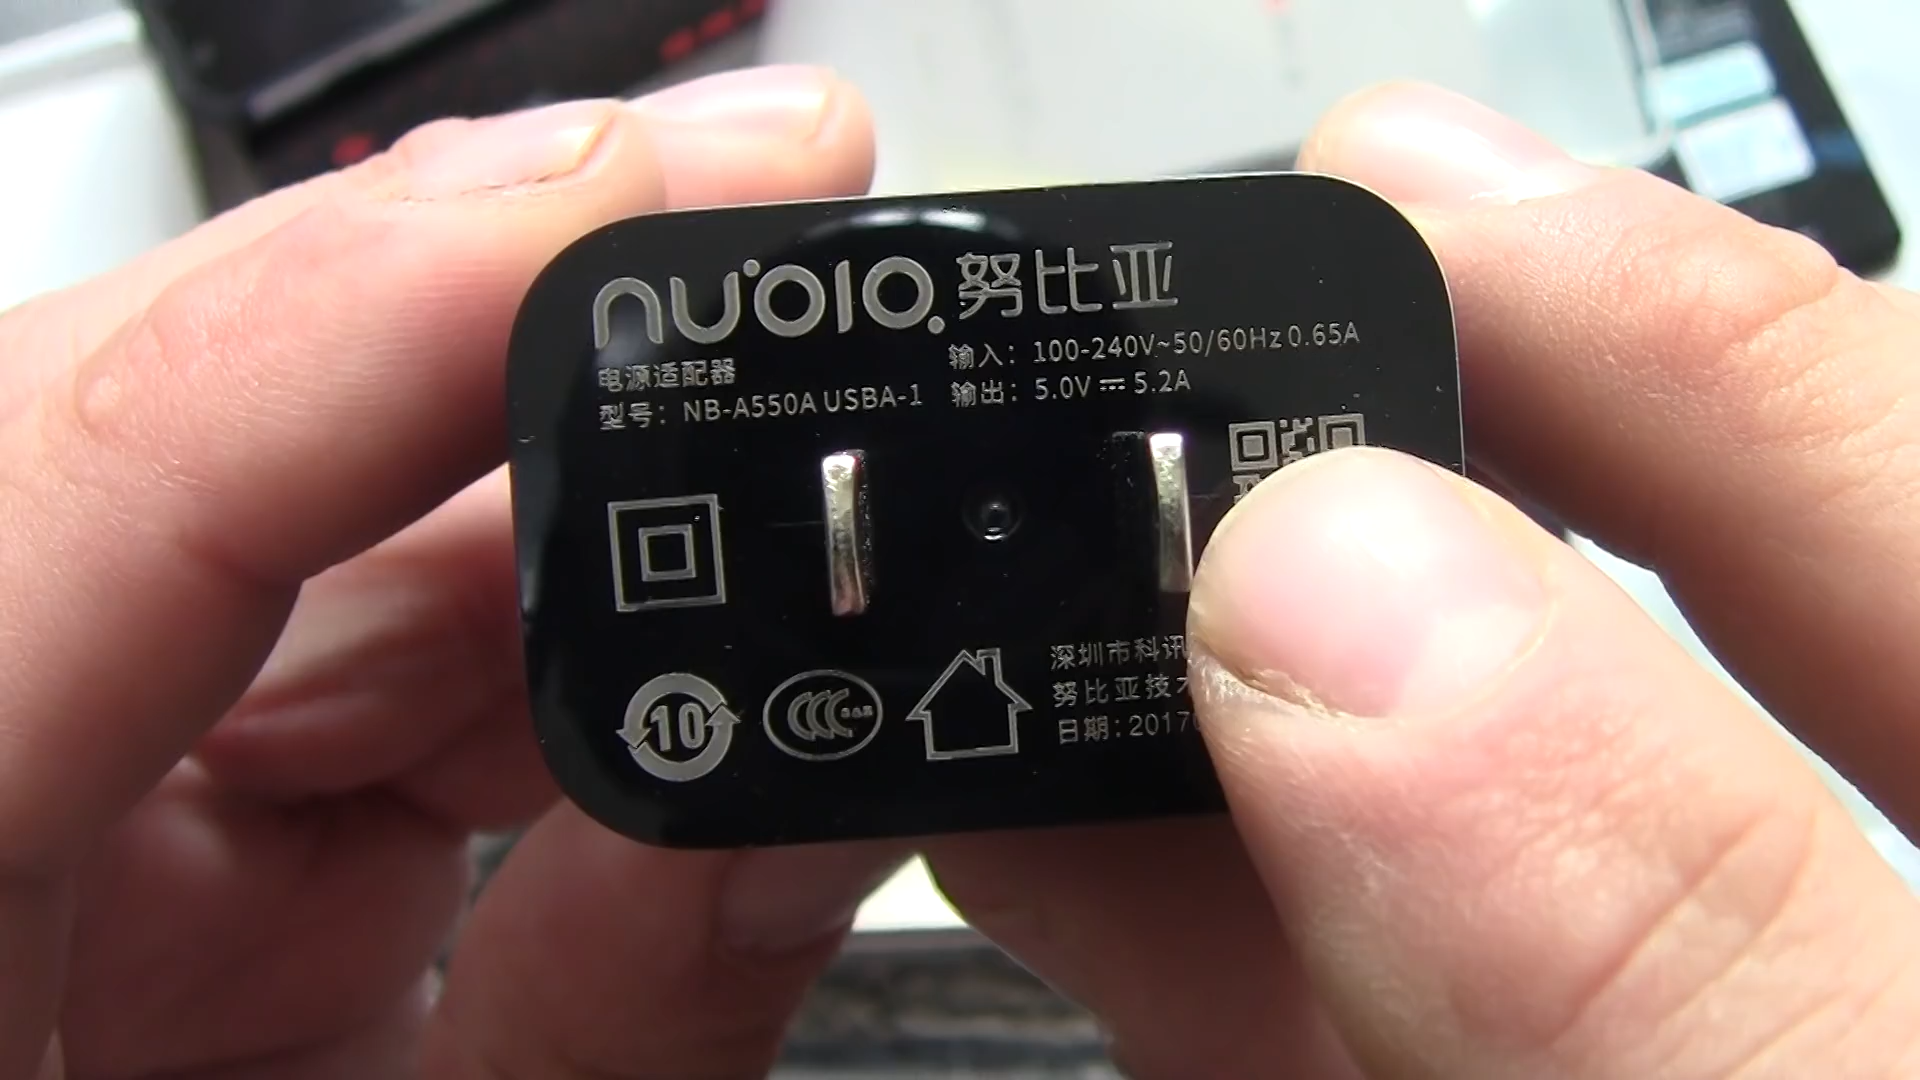 nubia 努比亚
电源适配器
型号：NB-A550A USBA-1
输入：100-240V~50/60Hz 0.65A
输出：5.0V⎓5.2A
10
CCC S&E
深圳市科讯
努比亚技
日期：2017